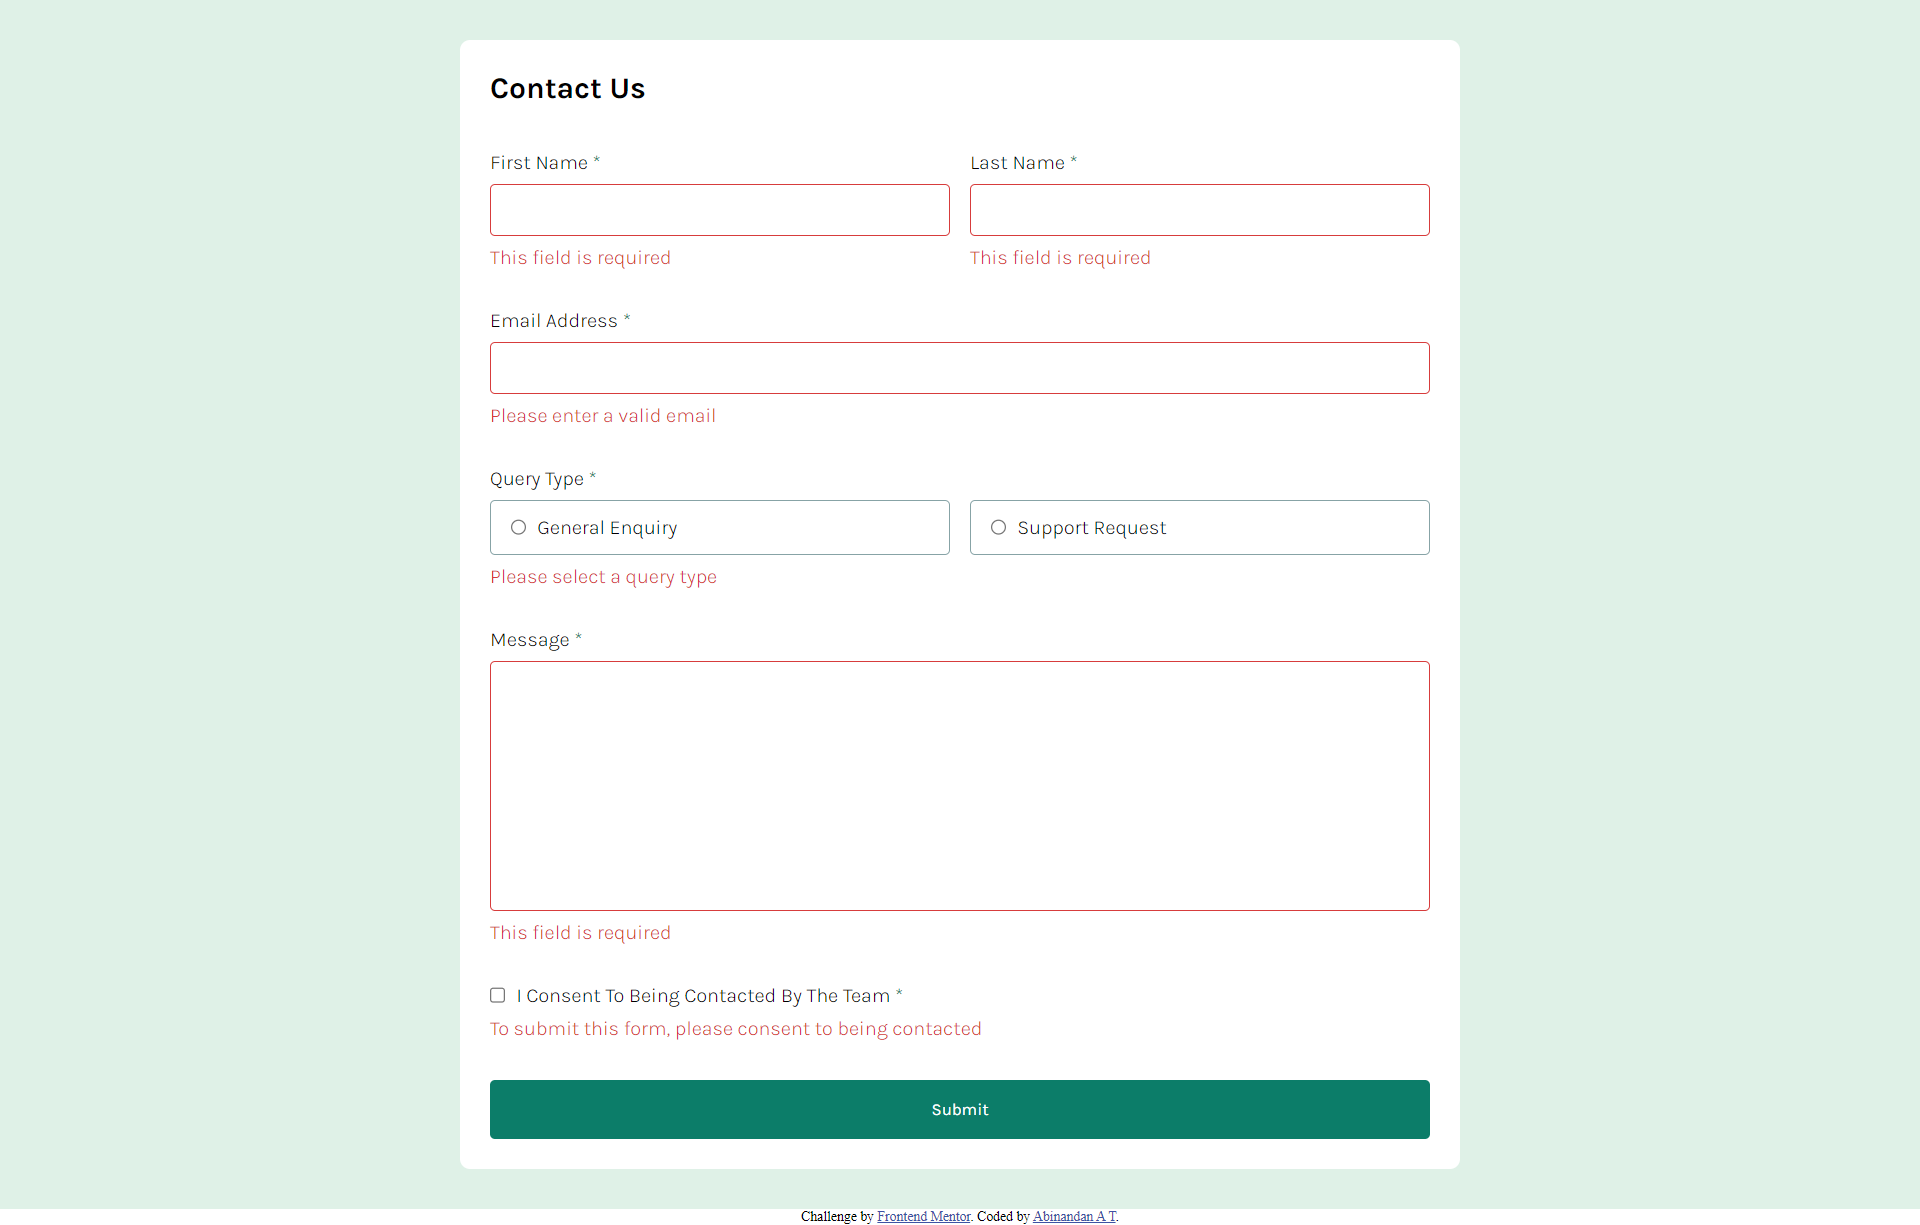 Contact Us
First Name * Last Name *
This field is required This field is required
Email Address *
Please enter a valid email
Query Type *
General Enquiry Support Request
Please select a query type
Message *
This field is required
I Consent To Being Contacted By The Team *
To submit this form, please consent to being contacted
Submit
Challenge by Frontend Mentor. Coded by Abinandan A T.